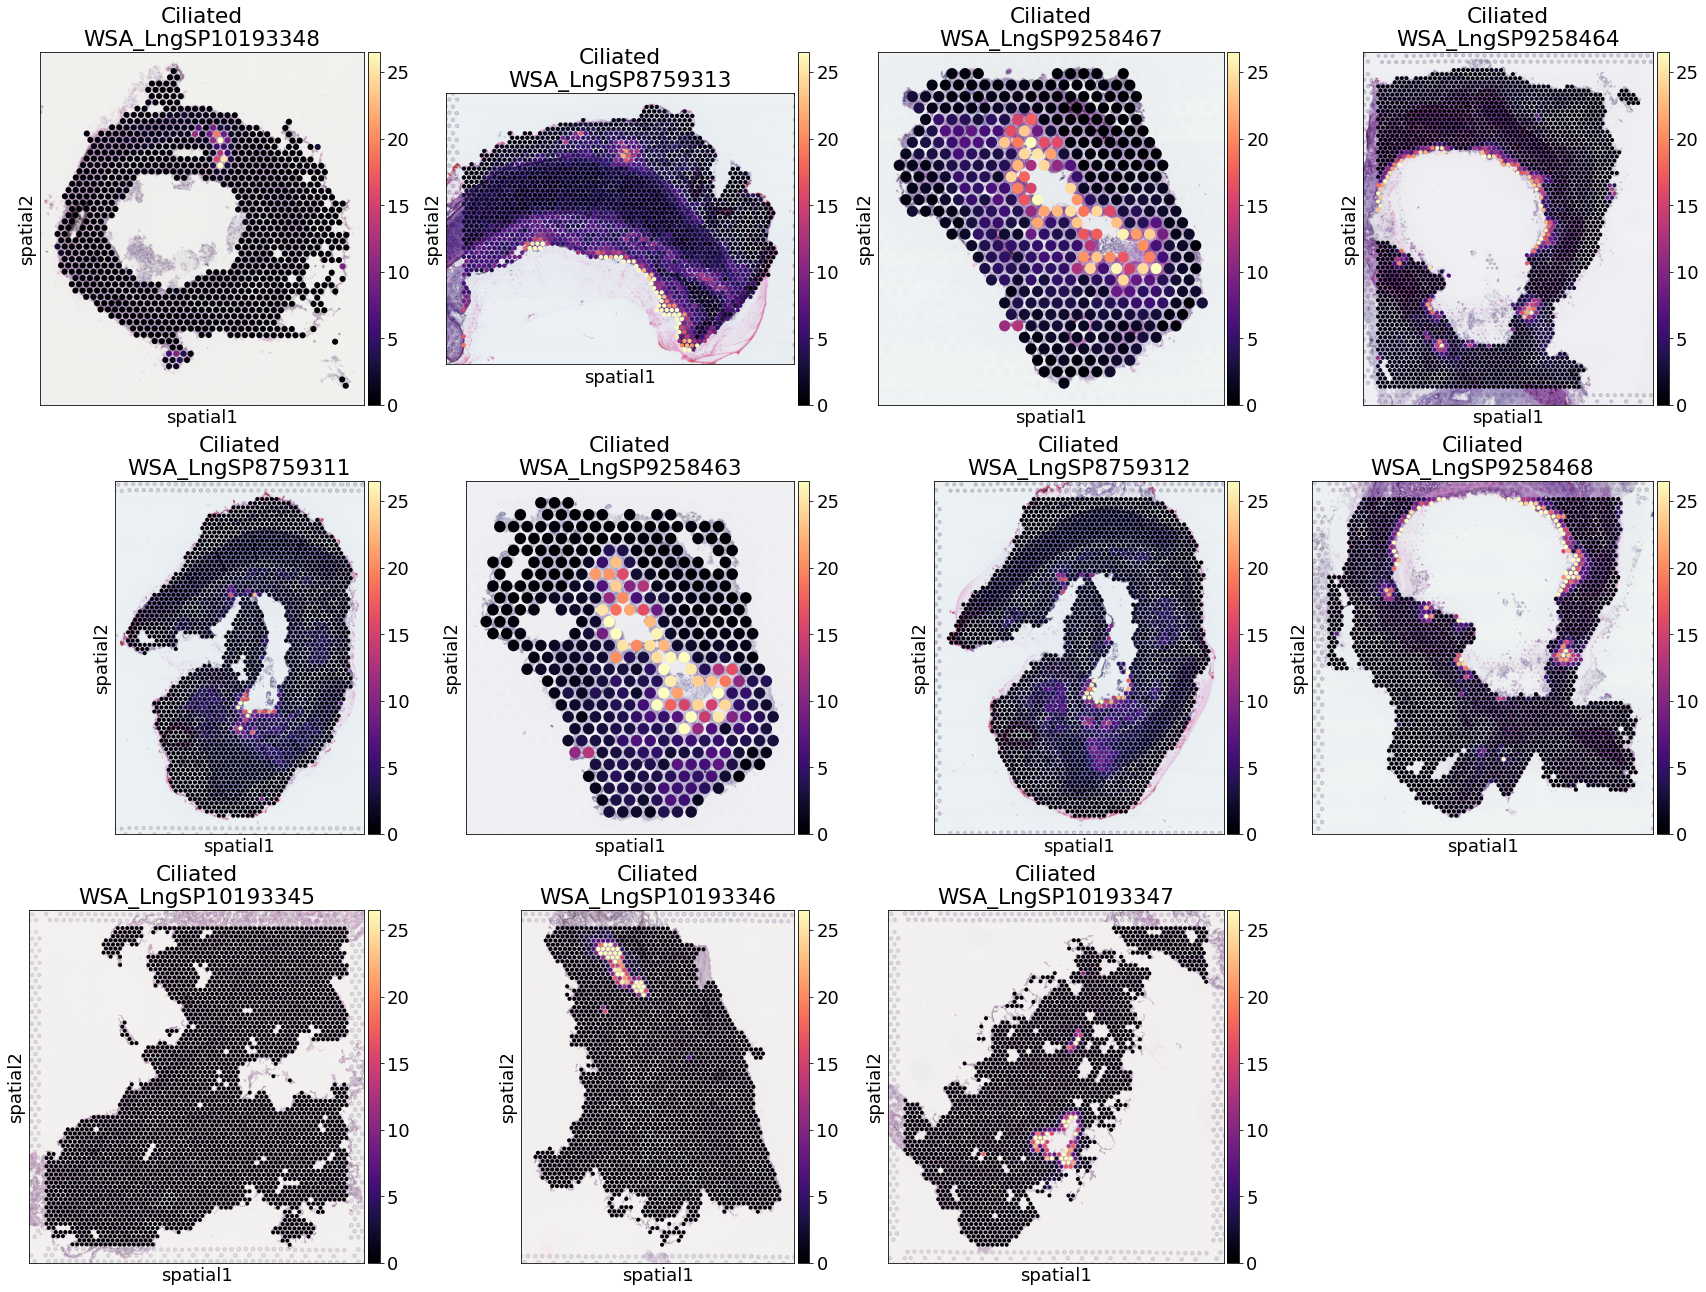 Ciliated
WSA_LngSP10193348
25
20
15
10
5
0
spatial2
spatial1
Ciliated
WSA_LngSP8759313
25
20
15
10
5
0
spatial2
spatial1
Ciliated
WSA_LngSP9258467
25
20
15
10
5
0
spatial2
spatial1
Ciliated
WSA_LngSP9258464
25
20
15
10
5
0
spatial2
spatial1
Ciliated
WSA_LngSP8759311
25
20
15
10
5
0
spatial2
spatial1
Ciliated
WSA_LngSP9258463
25
20
15
10
5
0
spatial2
spatial1
Ciliated
WSA_LngSP8759312
25
20
15
10
5
0
spatial2
spatial1
Ciliated
WSA_LngSP9258468
25
20
15
10
5
0
spatial2
spatial1
Ciliated
WSA_LngSP10193345
25
20
15
10
5
0
spatial2
spatial1
Ciliated
WSA_LngSP10193346
25
20
15
10
5
0
spatial2
spatial1
Ciliated
WSA_LngSP10193347
25
20
15
10
5
0
spatial2
spatial1